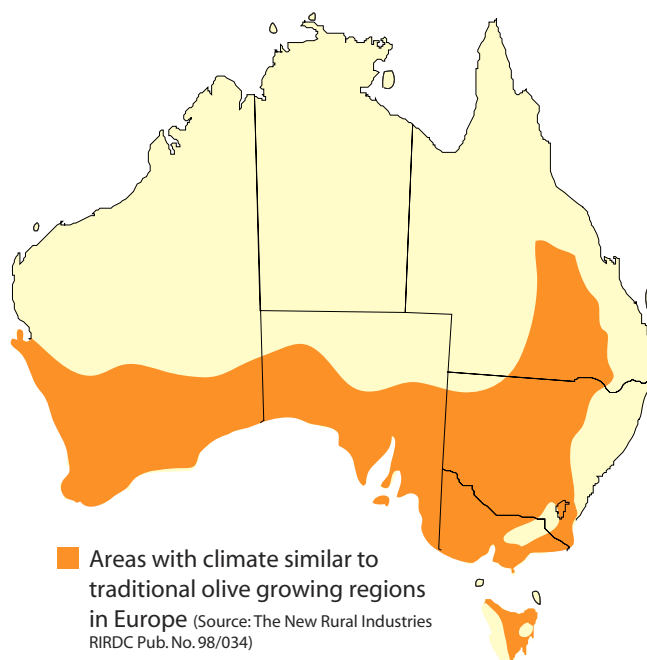 Areas with climate similar to
traditional olive growing regions
in Europe (Source: The New Rural Industries
RIRDC Pub. No. 98/034)